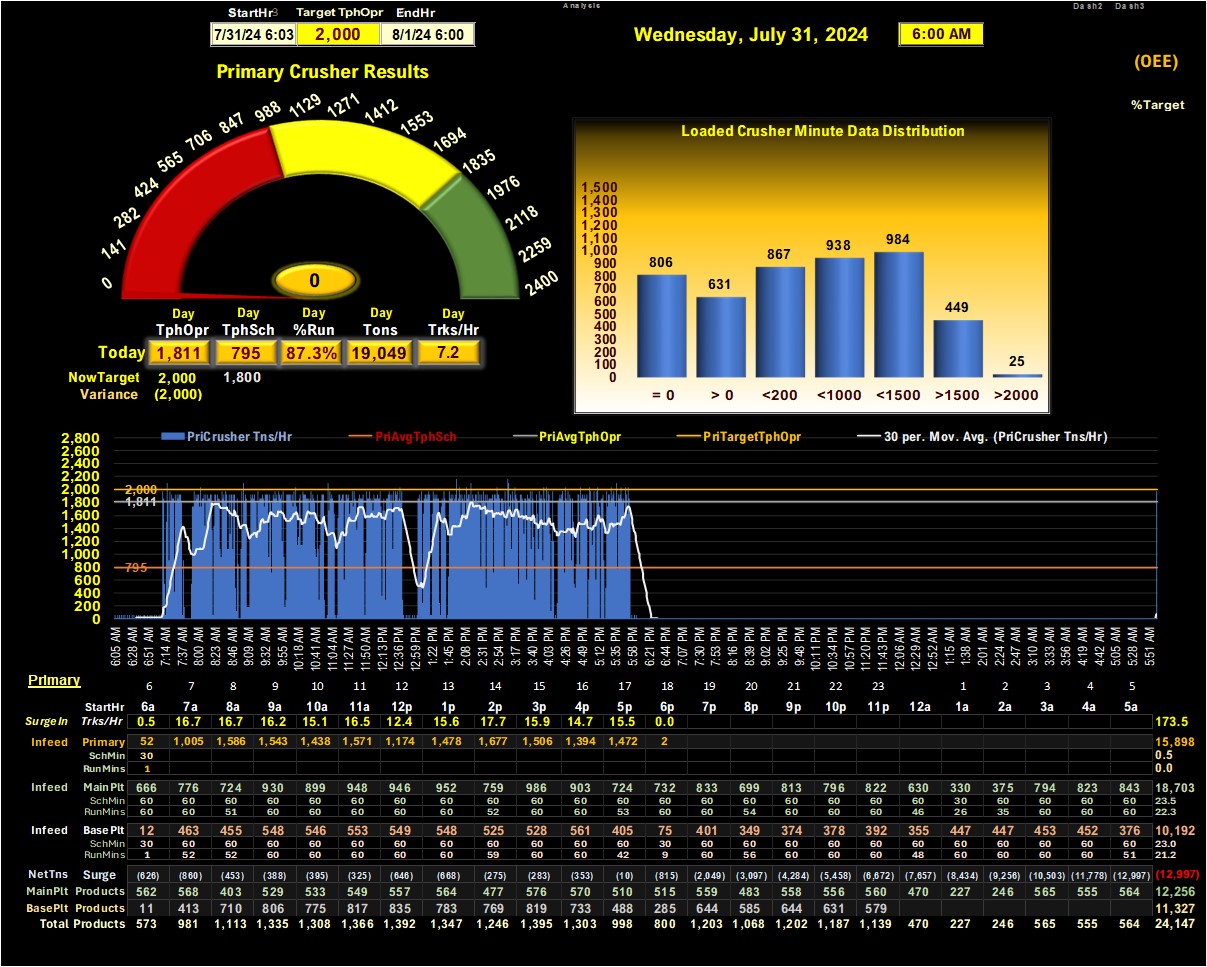 Analysis Dash2 Dash3
StartHr3 Target TphOpr EndHr
7/31/24 6:03 2,000 8/1/24 6:00
Wednesday, July 31, 2024 6:00 AM
(OEE)
%Target
Primary Crusher Results
0 141 282 424 565 706 847 988 1129 1271 1412 1553 1694 1835 1976 2118 2259 2400
0
Day Day Day Day Day
TphOpr TphSch %Run Tons Trks/Hr
Today 1,811 795 87.3% 19,049 7.2
NowTarget 2,000 1,800
Variance (2,000)
Loaded Crusher Minute Data Distribution
1,500
1,400
1,300
1,200
1,100
1,000
900
800
700
600
500
400
300
200
100
0
806 631 867 938 984 449 25
= 0 > 0 <200 <1000 <1500 >1500 >2000
PriCrusher Tns/Hr PriAvgTphSch PriAvgTphOpr PriTargetTphOpr 30 per. Mov. Avg. (PriCrusher Tns/Hr)
2,800
2,600
2,400
2,200
2,000
1,800
1,600
1,400
1,200
1,000
800
600
400
200
0
2,000
1,811
795
6:05 AM 6:28 AM 6:51 AM 7:14 AM 7:37 AM 8:00 AM 8:23 AM 8:46 AM 9:09 AM 9:32 AM 9:55 AM 10:18 AM 10:41 AM 11:04 AM 11:27 AM 11:50 AM 12:13 PM 12:36 PM 12:59 PM 1:22 PM 1:45 PM 2:08 PM 2:31 PM 2:54 PM 3:17 PM 3:40 PM 4:03 PM 4:26 PM 4:49 PM 5:12 PM 5:35 PM 5:58 PM 6:21 PM 6:44 PM 7:07 PM 7:30 PM 7:53 PM 8:16 PM 8:39 PM 9:02 PM 9:25 PM 9:48 PM 10:11 PM 10:34 PM 10:57 PM 11:20 PM 11:43 PM 12:06 AM 12:29 AM 12:52 AM 1:15 AM 1:38 AM 2:01 AM 2:24 AM 2:47 AM 3:10 AM 3:33 AM 3:56 AM 4:19 AM 4:42 AM 5:05 AM 5:28 AM 5:51 AM
Primary
6 7 8 9 10 11 12 13 14 15 16 17 18 19 20 21 22 23 1 2 3 4 5
StartHr 6a 7a 8a 9a 10a 11a 12p 1p 2p 3p 4p 5p 6p 7p 8p 9p 10p 11p 12a 1a 2a 3a 4a 5a
SurgeIn Trks/Hr 0.5 16.7 16.7 16.2 15.1 16.5 12.4 15.6 17.7 15.9 14.7 15.5 0.0 173.5
Infeed Primary 52 1,005 1,586 1,543 1,438 1,571 1,174 1,478 1,677 1,506 1,394 1,472 2 15,898
SchMin 30 0.5
RunMins 1 0.0
Infeed MainPlt 666 776 724 930 899 948 946 952 759 986 903 724 732 833 699 813 796 822 630 330 375 794 823 843 18,703
SchMin 60 60 60 60 60 60 60 60 60 60 60 60 60 60 60 60 60 60 60 30 60 60 60 60 23.5
RunMins 60 60 51 60 60 60 60 60 52 60 60 53 60 60 54 60 60 60 46 26 35 60 60 60 22.3
Infeed BasePlt 12 463 455 548 546 553 549 548 525 528 561 405 75 401 349 374 378 392 355 447 447 453 452 376 10,192
SchMin 30 60 60 60 60 60 60 60 60 60 60 60 30 60 60 60 60 60 60 60 60 60 60 60 23.0
RunMins 1 52 52 60 60 60 60 60 59 60 60 42 9 60 56 60 60 60 48 60 60 60 60 51 21.2
NetTns Surge (626) (860) (453) (388) (395) (325) (646) (668) (275) (283) (353) (10) (815) (2,049) (3,097) (4,284) (5,458) (6,672) (7,657) (8,434) (9,256) (10,503) (11,778) (12,997) (12,997)
MainPlt Products 562 568 403 529 533 549 557 564 477 576 570 510 515 559 483 558 556 560 470 227 246 565 555 564 12,256
BasePlt Products 11 413 710 806 775 817 835 783 769 819 733 488 285 644 585 644 631 579 11,327
Total Products 573 981 1,113 1,335 1,308 1,366 1,392 1,347 1,246 1,395 1,303 998 800 1,203 1,068 1,202 1,187 1,139 470 227 246 565 555 564 24,147